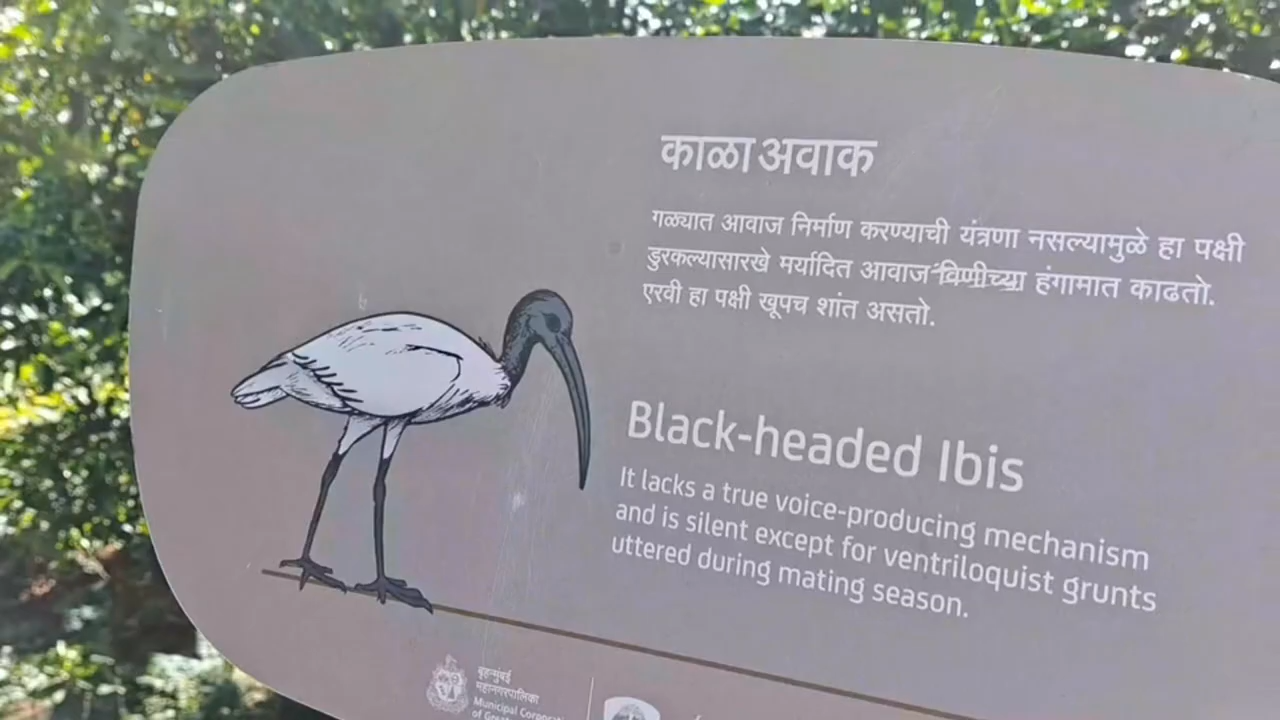 काळा अवाक
गळ्यात आवाज निर्माण करण्याची यंत्रणा नसल्यामुळे हा पक्षी
डुरकल्यासारखे मर्यादित आवाज विणीच्या हंगामात काढतो.
एरवी हा पक्षी खूपच शांत असतो.
Black-headed Ibis
It lacks a true voice-producing mechanism
and is silent except for ventriloquist grunts
uttered during mating season.
बृहन्मुंबई
महानगरपालिका
Municipal
of